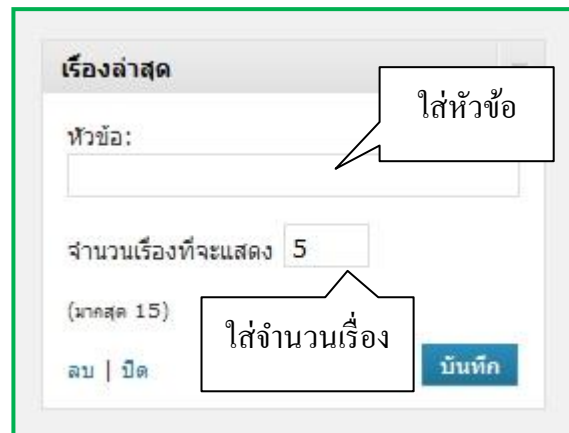 เรื่องล่าสุด
ใส่หัวข้อ
หัวข้อ:
จำนวนเรื่องที่จะแสดง 5
(มากสุด 15)
ใส่จำนวนเรื่อง
ลบ | ปิด
บันทึก